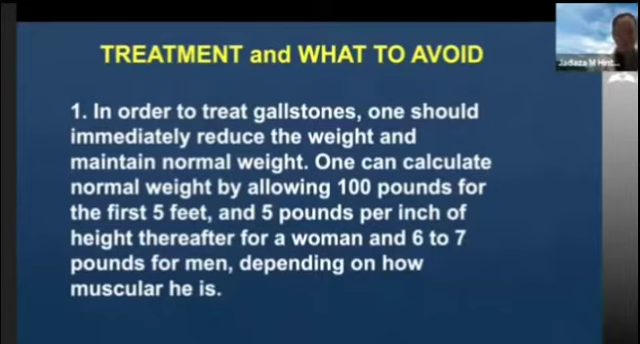 TREATMENT and WHAT TO AVOID
Jadaza M Hint...
1. In order to treat gallstones, one should
immediately reduce the weight and
maintain normal weight. One can calculate
normal weight by allowing 100 pounds for
the first 5 feet, and 5 pounds per inch of
height thereafter for a woman and 6 to 7
pounds for men, depending on how
muscular he is.